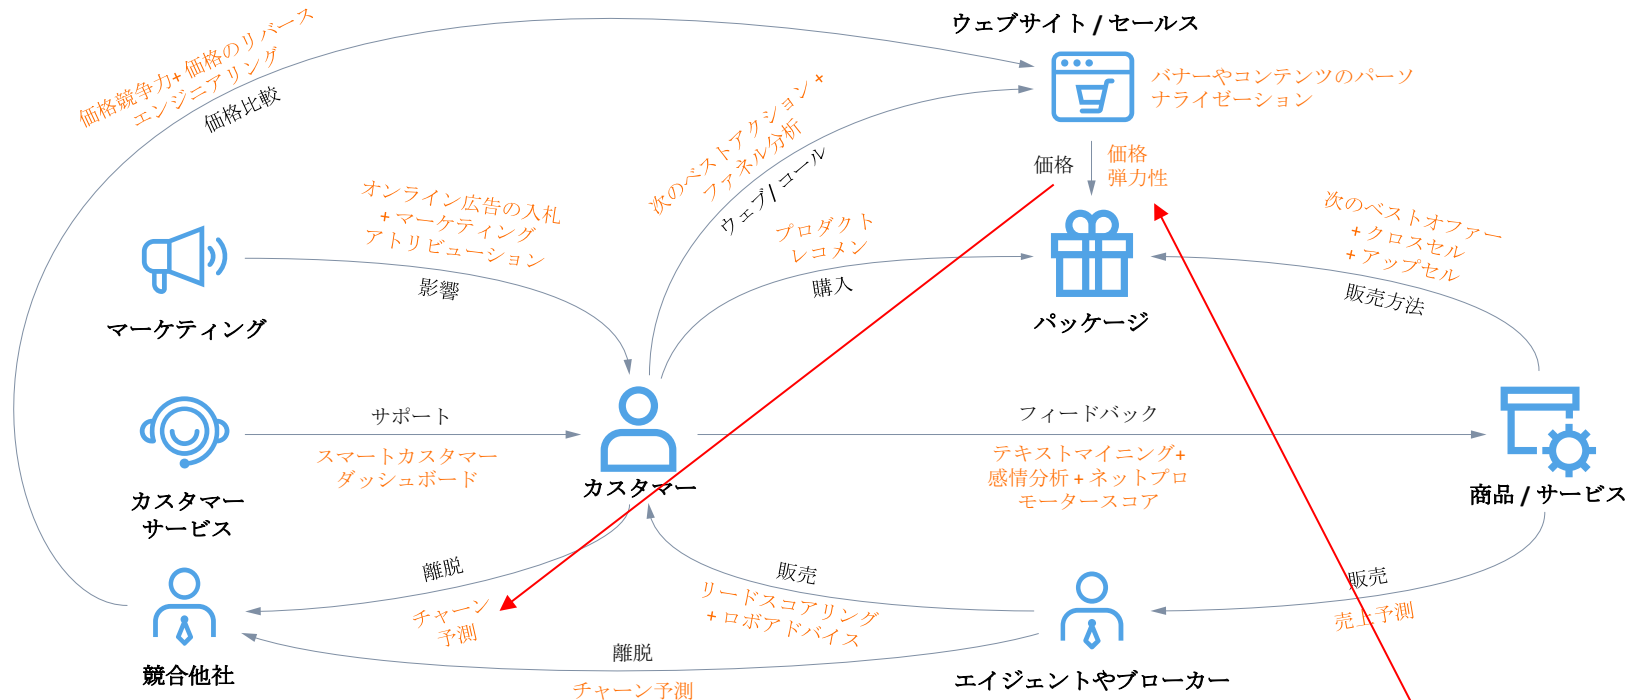 ウェブサイト / セールス
バナーやコンテンツのパーソ
ナライゼーション
価格競争力+ 価格のリバース
エンジニアリング
価格比較
次のベストアクション +
ファネル分析
ウェブ/ コール
価格
価格
弾力性
オンライン広告の入札
+ マーケティング
アトリビューション
影響
プロダクト
レコメン
購入
次のベストオファー
+ クロスセル
+ アップセル
販売方法
マーケティング
パッケージ
サポート
スマートカスタマー
ダッシュボード
フィードバック
テキストマイニング+
感情分析 + ネットプロ
モータースコア
カスタマー
サービス
カスタマー
商品 / サービス
離脱
チャーン
予測
販売
リードスコアリング
+ ロボアドバイス
販売
売上予測
競合他社
離脱
チャーン予測
エイジェントやブローカー